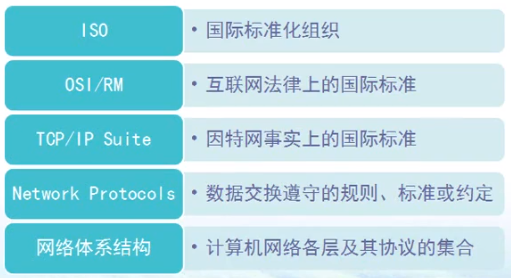 ISO
• 国际标准化组织
OSI/RM
• 互联网法律上的国际标准
TCP/IP Suite
• 因特网事实上的国际标准
Network Protocols
• 数据交换遵守的规则、标准或约定
网络体系结构
• 计算机网络各层及其协议的集合